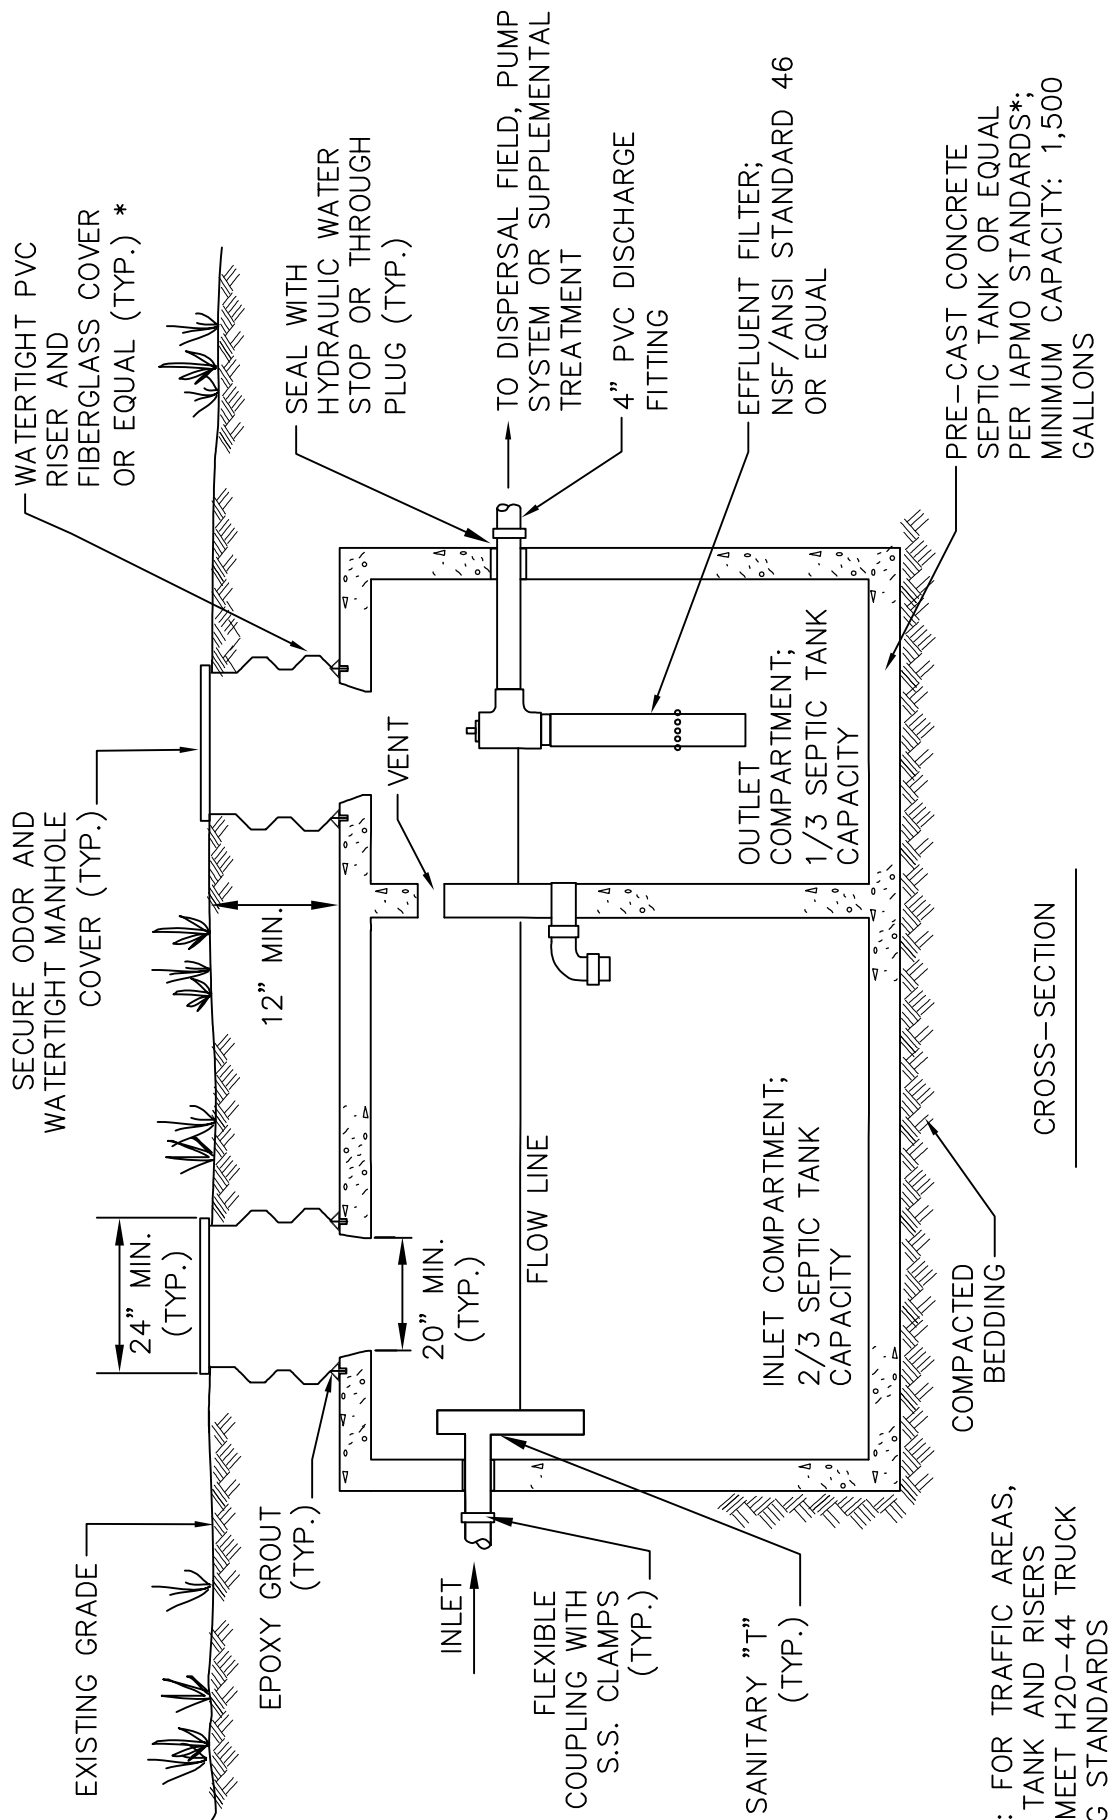 SECURE ODOR AND
WATERTIGHT MANHOLE
COVER (TYP.)
WATERTIGHT PVC
RISER AND
FIBERGLASS COVER
OR EQUAL (TYP.) *
EXISTING GRADE
24" MIN.
(TYP.)
12" MIN.
EPOXY GROUT
(TYP.)
20" MIN.
(TYP.)
VENT
SEAL WITH
HYDRAULIC WATER
STOP OR THROUGH
PLUG (TYP.)
INLET
FLOW LINE
TO DISPERSAL FIELD, PUMP
SYSTEM OR SUPPLEMENTAL
TREATMENT
4" PVC DISCHARGE
FITTING
FLEXIBLE
COUPLING WITH
S.S. CLAMPS
(TYP.)
SANITARY "T"
(TYP.)
INLET COMPARTMENT;
2/3 SEPTIC TANK
CAPACITY
OUTLET
COMPARTMENT;
1/3 SEPTIC TANK
CAPACITY
EFFLUENT FILTER;
NSF/ANSI STANDARD 46
OR EQUAL
COMPACTED
BEDDING
PRE-CAST CONCRETE
SEPTIC TANK OR EQUAL
PER IAPMO STANDARDS*;
MINIMUM CAPACITY: 1,500
GALLONS
CROSS-SECTION
: FOR TRAFFIC AREAS,
TANK AND RISERS
MEET H20-44 TRUCK
STANDARDS